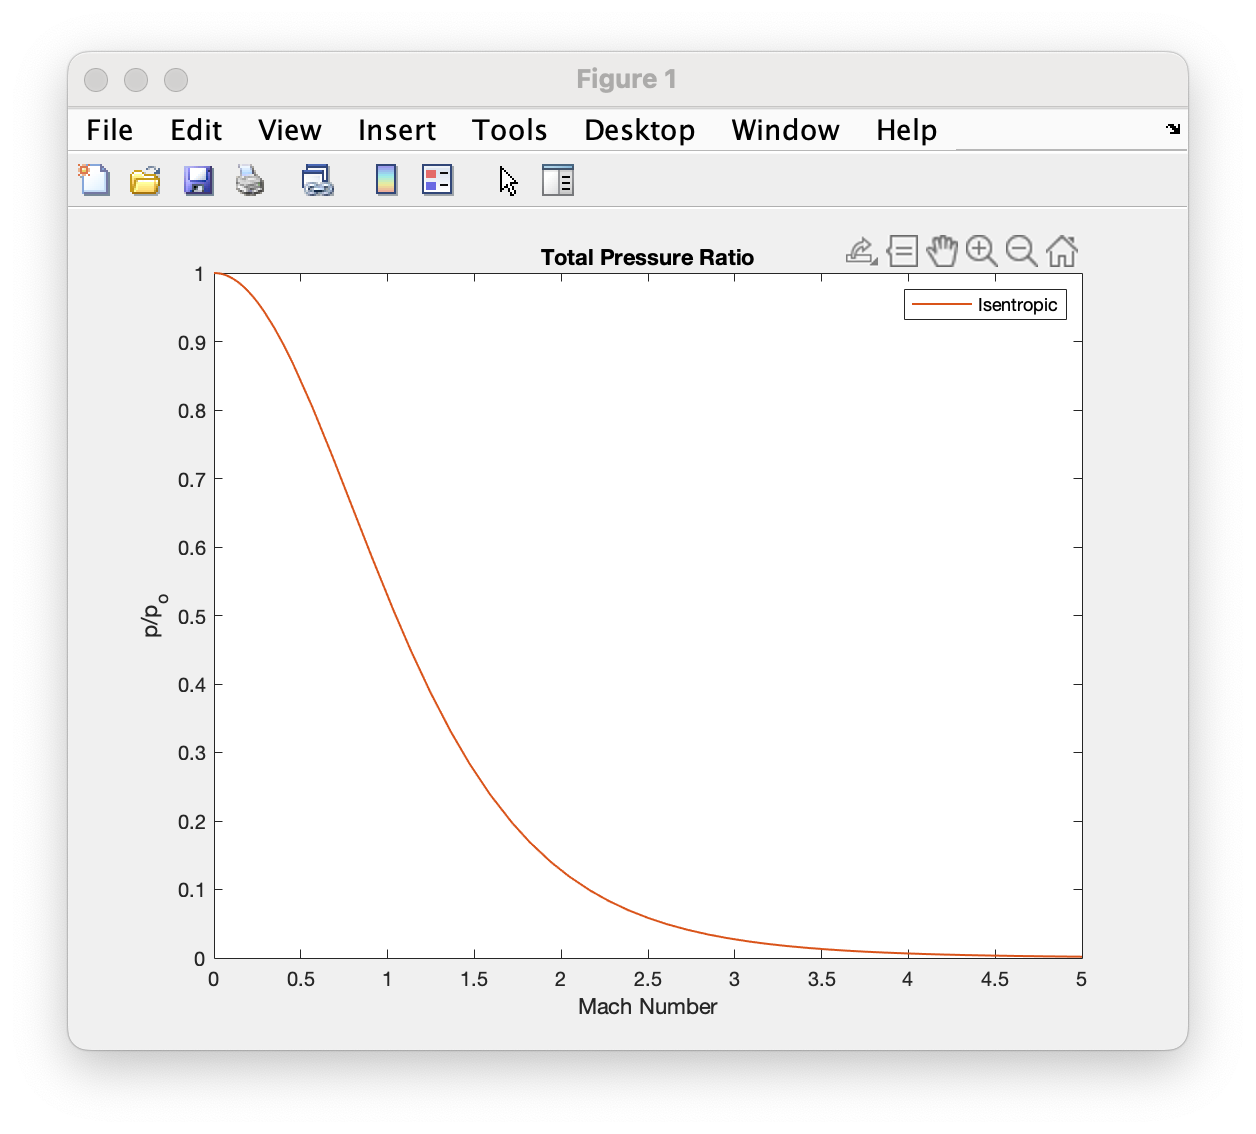 Figure 1
File Edit View Insert Tools Desktop Window Help
Total Pressure Ratio
Isentropic
1
0.9
0.8
0.7
0.6
0.5
0.4
0.3
0.2
0.1
0
p/po
0 0.5 1 1.5 2 2.5 3 3.5 4 4.5 5
Mach Number